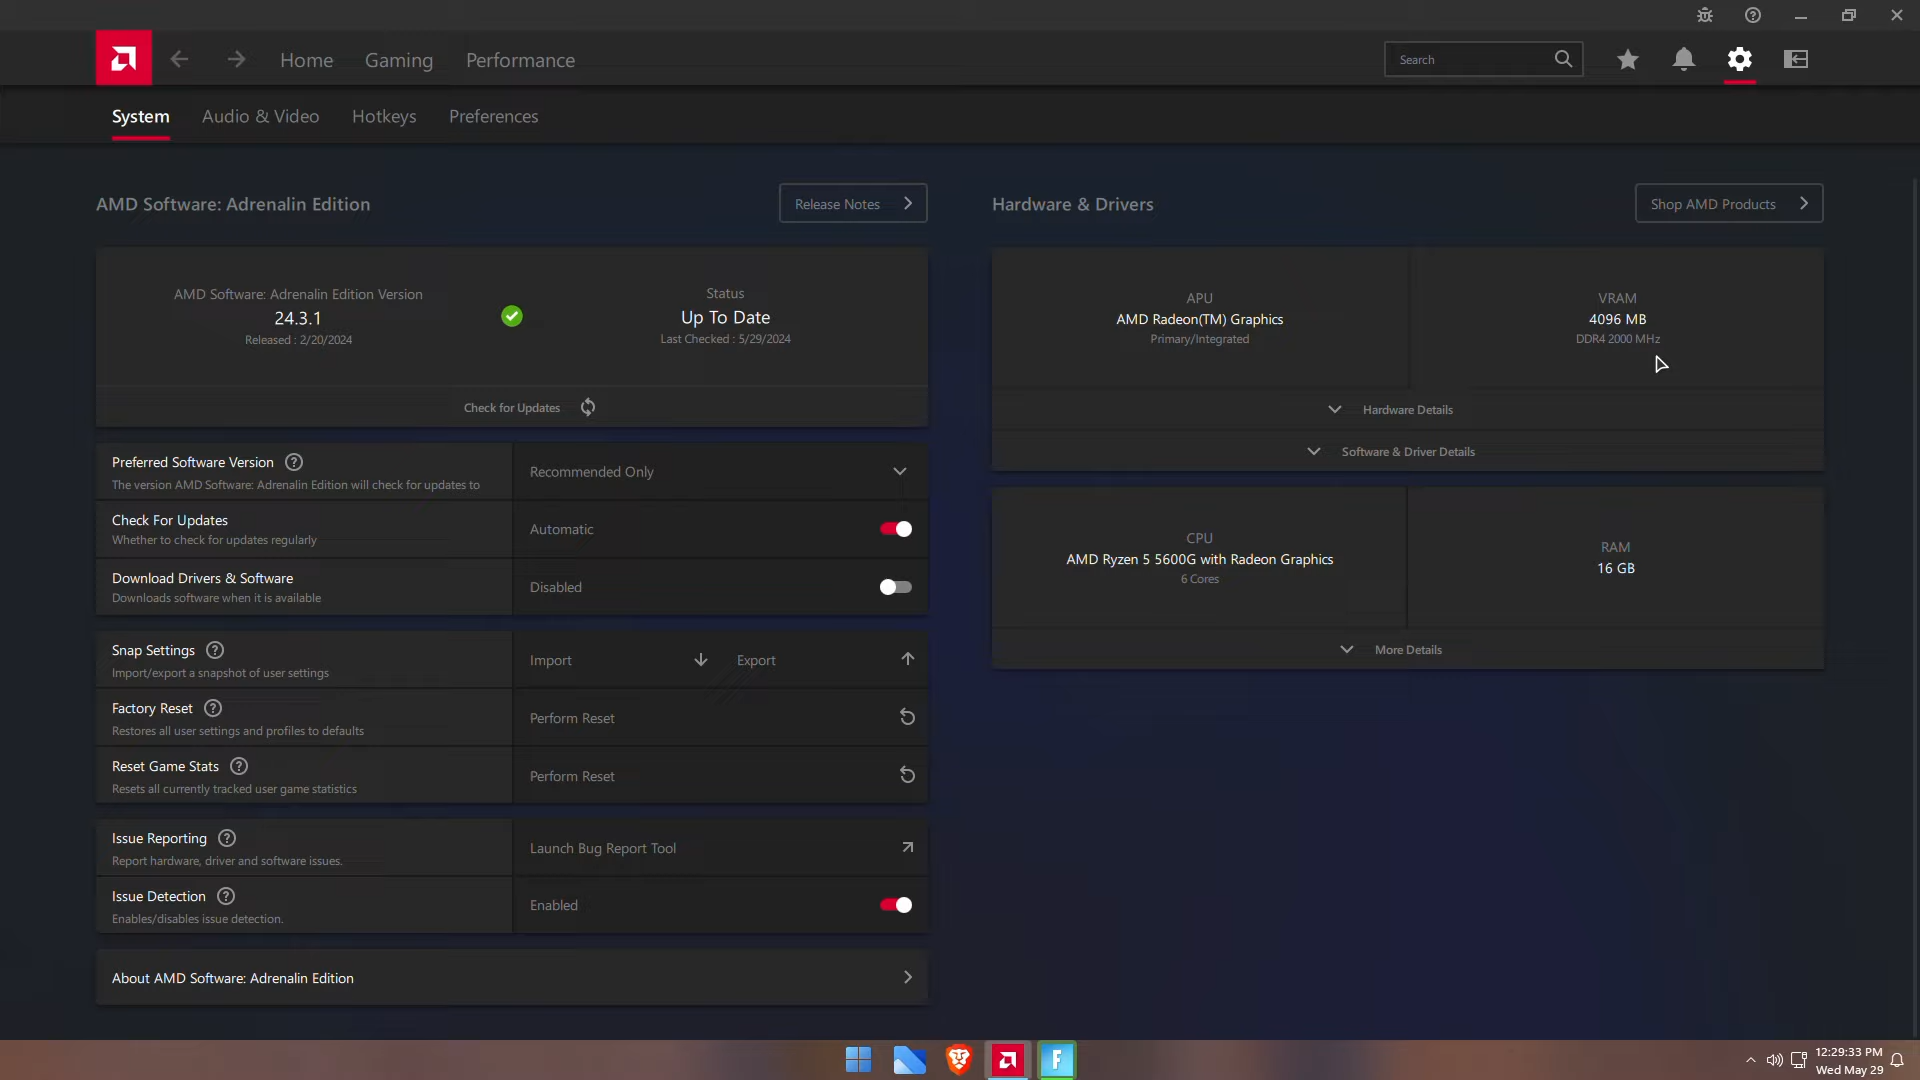 Home
Gaming
Performance
Search
System
Audio & Video
Hotkeys
Preferences
AMD Software: Adrenalin Edition
Release Notes
AMD Software: Adrenalin Edition Version
24.3.1
Released : 2/20/2024
Status
Up To Date
Last Checked : 5/29/2024
Check for Updates
Preferred Software Version
The version AMD Software: Adrenalin Edition will check for updates to
Recommended Only
Check For Updates
Whether to check for updates regularly
Automatic
Download Drivers & Software
Downloads software when it is available
Disabled
Snap Settings
Import/export a snapshot of user settings
Import
Export
Factory Reset
Restores all user settings and profiles to defaults
Perform Reset
Reset Game Stats
Resets all currently tracked user game statistics
Perform Reset
Issue Reporting
Report hardware, driver and software issues.
Launch Bug Report Tool
Issue Detection
Enables/disables issue detection.
Enabled
About AMD Software: Adrenalin Edition
Hardware & Drivers
Shop AMD Products
APU
AMD Radeon(TM) Graphics
Primary/Integrated
VRAM
4096 MB
DDR4 2000 MHz
Hardware Details
Software & Driver Details
CPU
AMD Ryzen 5 5600G with Radeon Graphics
6 Cores
RAM
16 GB
More Details
F
12:29:33 PM
Wed May 29